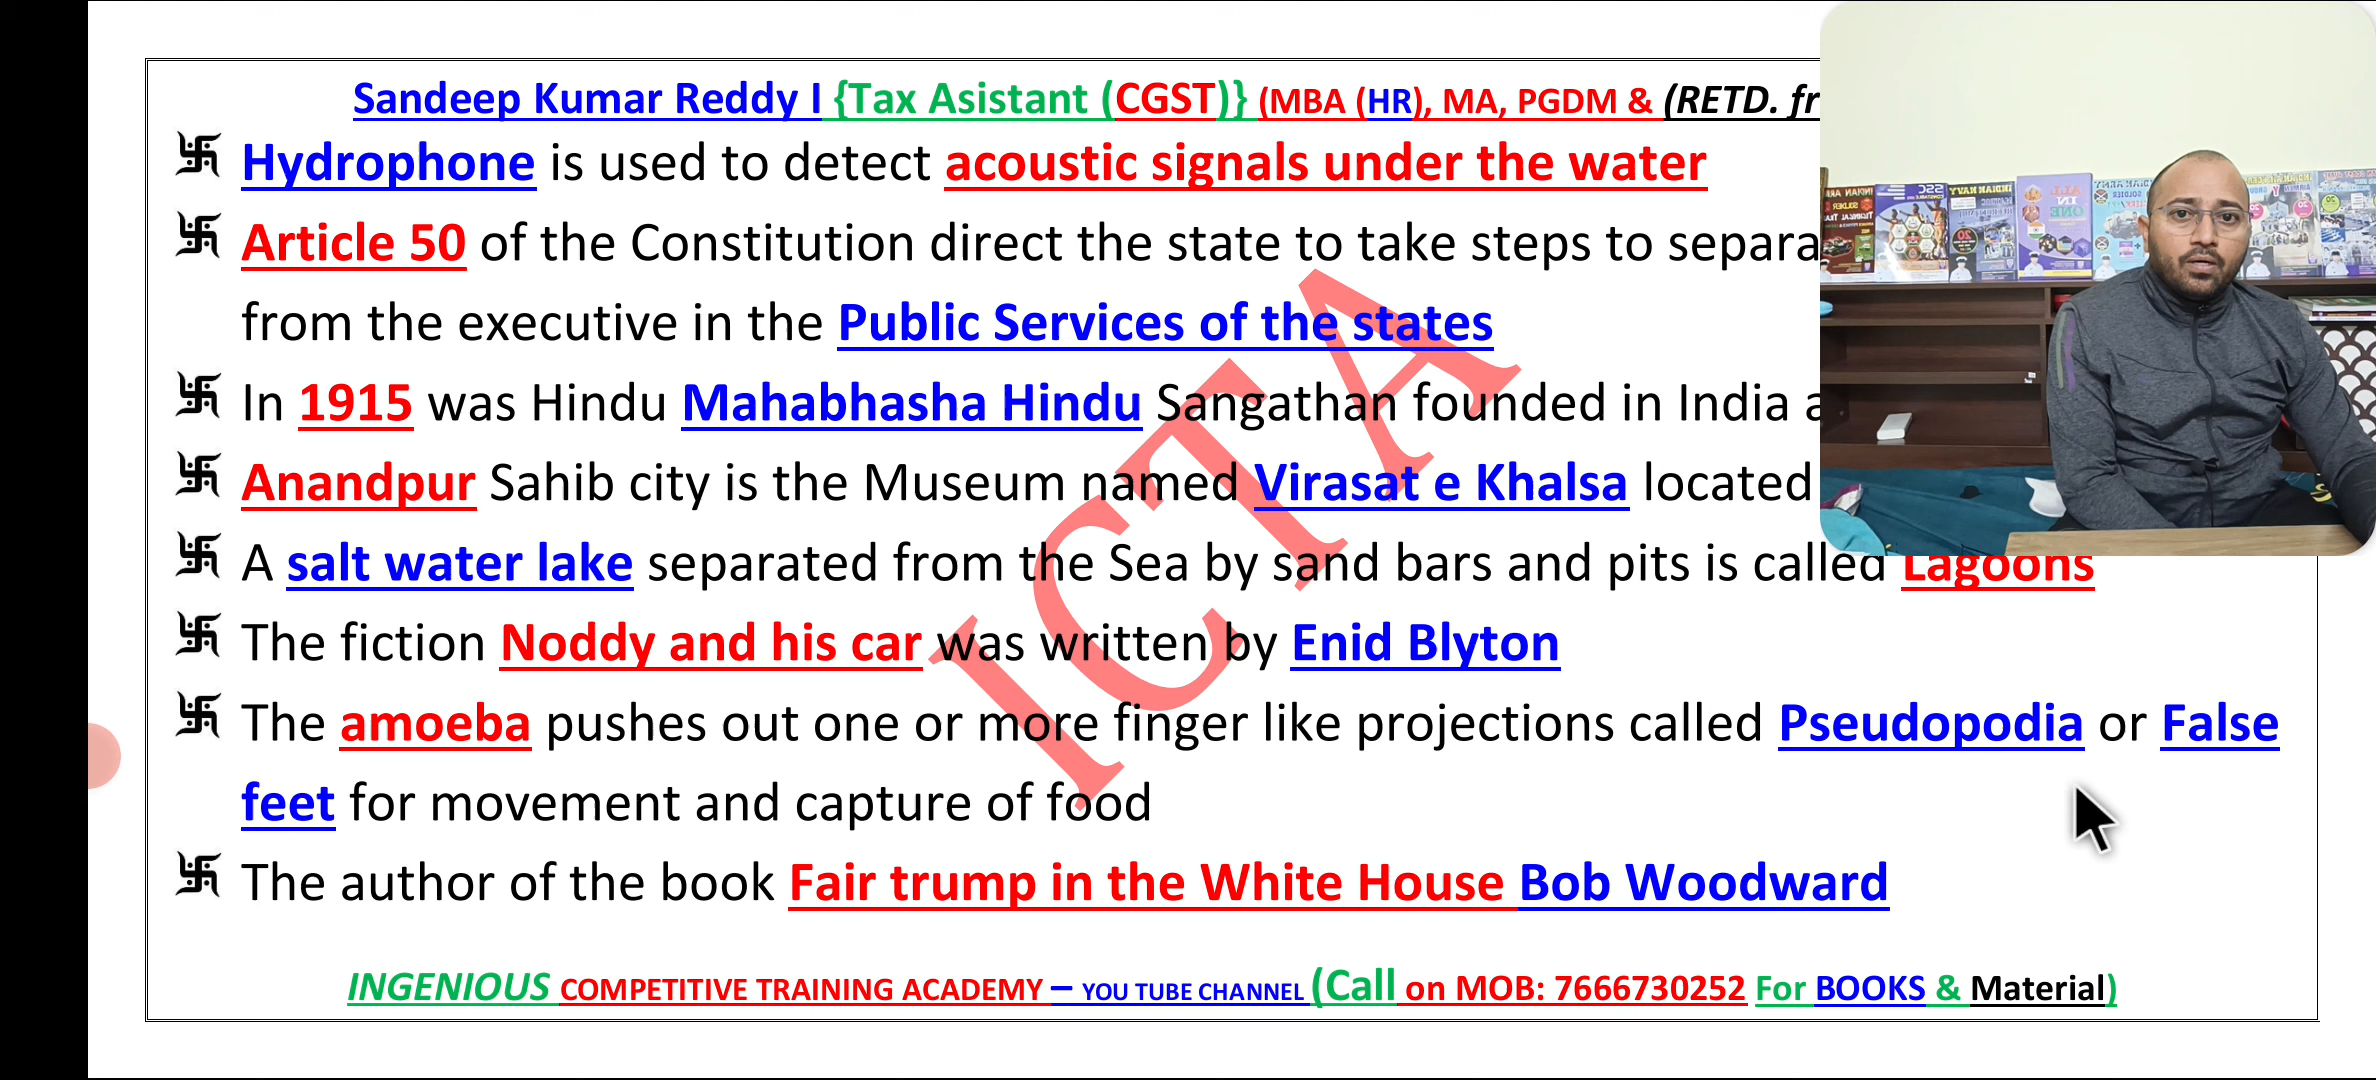 Sandeep Kumar Reddy I {Tax Asistant (CGST)} (MBA (HR), MA, PGDM & (RETD. fr
Hydrophone is used to detect acoustic signals under the water
Article 50 of the Constitution direct the state to take steps to separa
from the executive in the Public Services of the states
In 1915 was Hindu Mahabhasha Hindu Sangathan founded in India a
Anandpur Sahib city is the Museum named Virasat e Khalsa located
A salt water lake separated from the Sea by sand bars and pits is called Lagoons
The fiction Noddy and his car was written by Enid Blyton
The amoeba pushes out one or more finger like projections called Pseudopodia or False
feet for movement and capture of food
The author of the book Fair trump in the White House Bob Woodward
ICTA
INGENIOUS COMPETITIVE TRAINING ACADEMY – YOU TUBE CHANNEL (Call on MOB: 7666730252 For BOOKS & Material)
SSC
INDIAN NAVY
ALL
IN
ONE